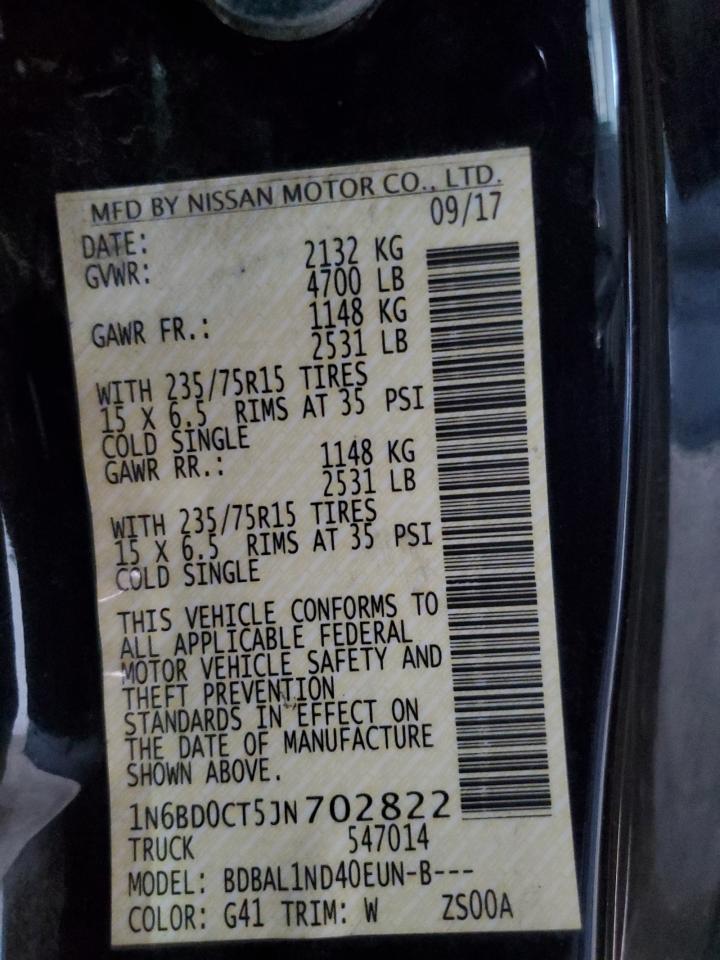 MFD BY NISSAN MOTOR CO., LTD.
DATE: 09/17
GVWR: 2132 KG
4700 LB
GAWR FR.: 1148 KG
2531 LB
WITH 235/75R15 TIRES
15 X 6.5 RIMS AT 35 PSI
COLD SINGLE
GAWR RR.: 1148 KG
2531 LB
WITH 235/75R15 TIRES
15 X 6.5 RIMS AT 35 PSI
COLD SINGLE
THIS VEHICLE CONFORMS TO
ALL APPLICABLE FEDERAL
MOTOR VEHICLE SAFETY AND
THEFT PREVENTION
STANDARDS IN EFFECT ON
THE DATE OF MANUFACTURE
SHOWN ABOVE.
1N6BD0CT5JN702822
TRUCK 547014
MODEL: BDBAL1ND40EUN-B---
COLOR: G41 TRIM: W ZS00A